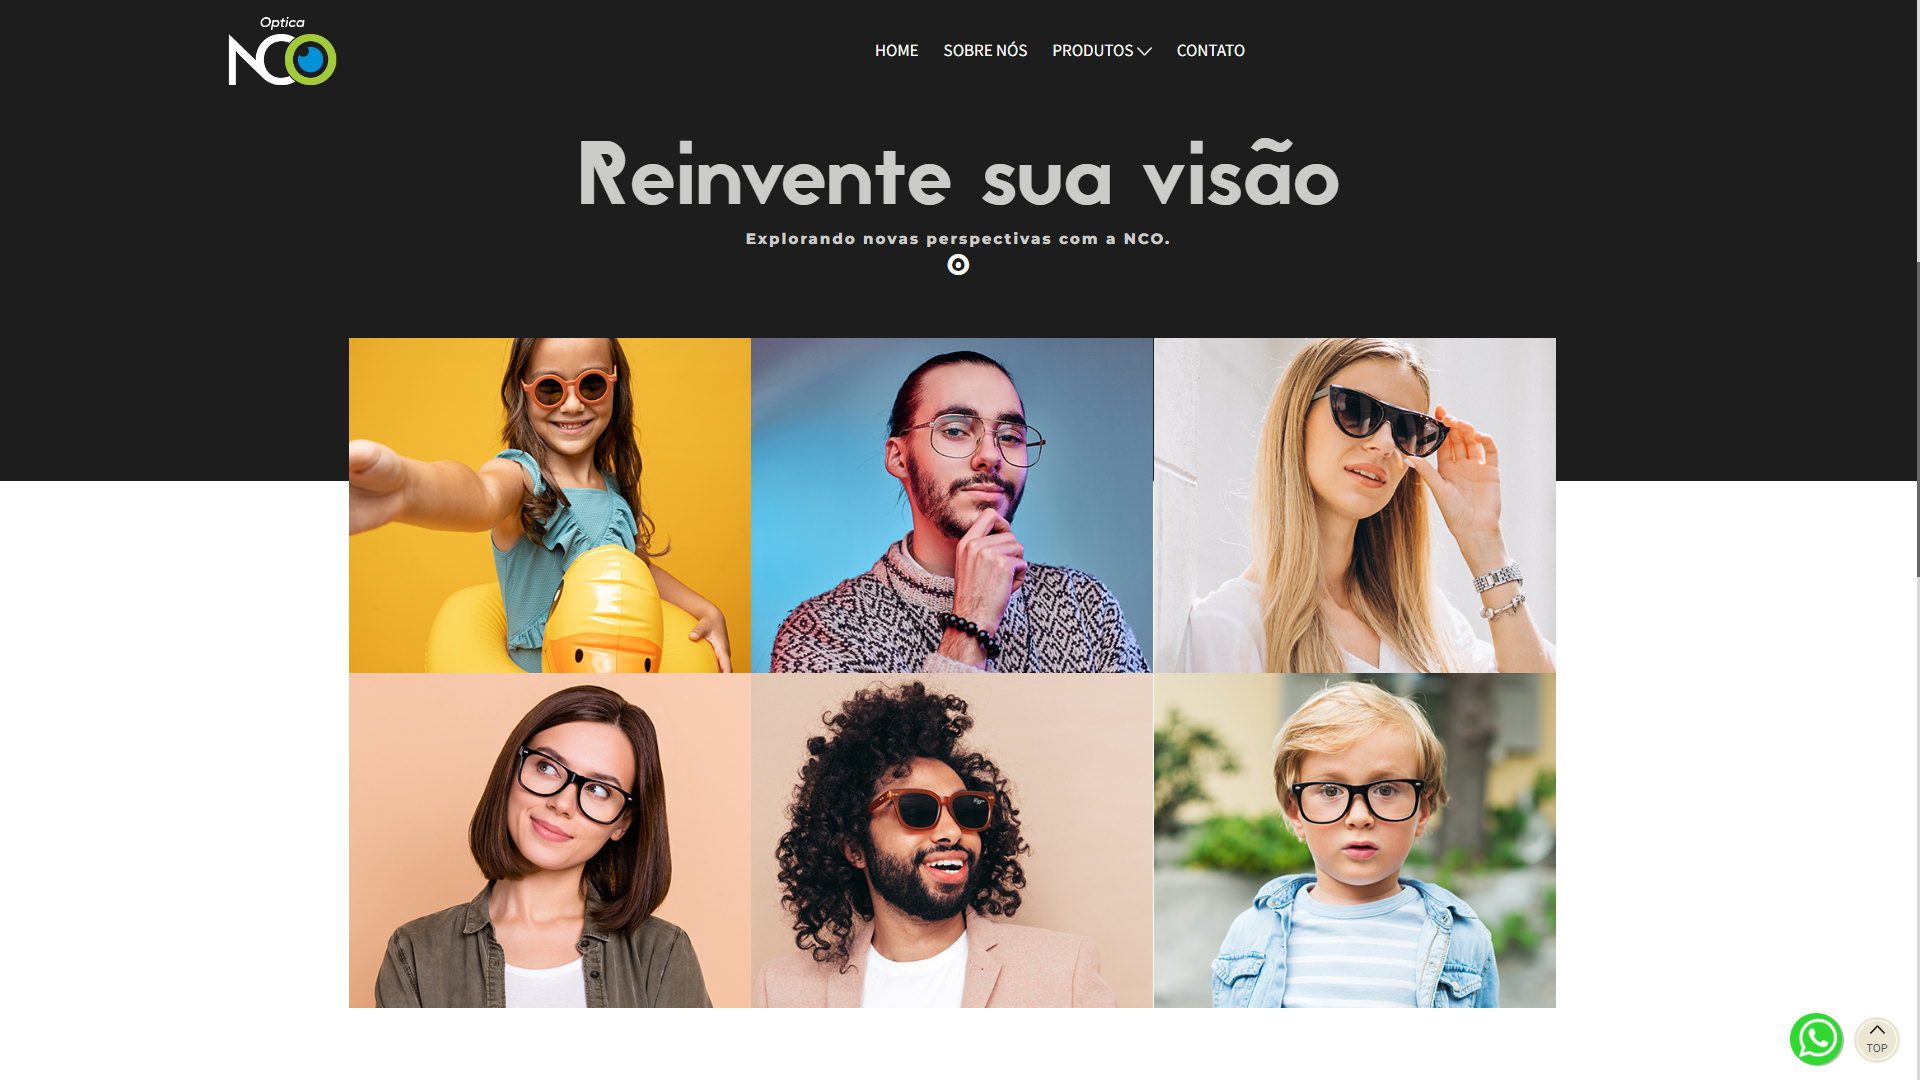 Optica
NCO
HOME SOBRE NÓS PRODUTOS CONTATO
Reinvente sua visão
Explorando novas perspectivas com a NCO.
TOP